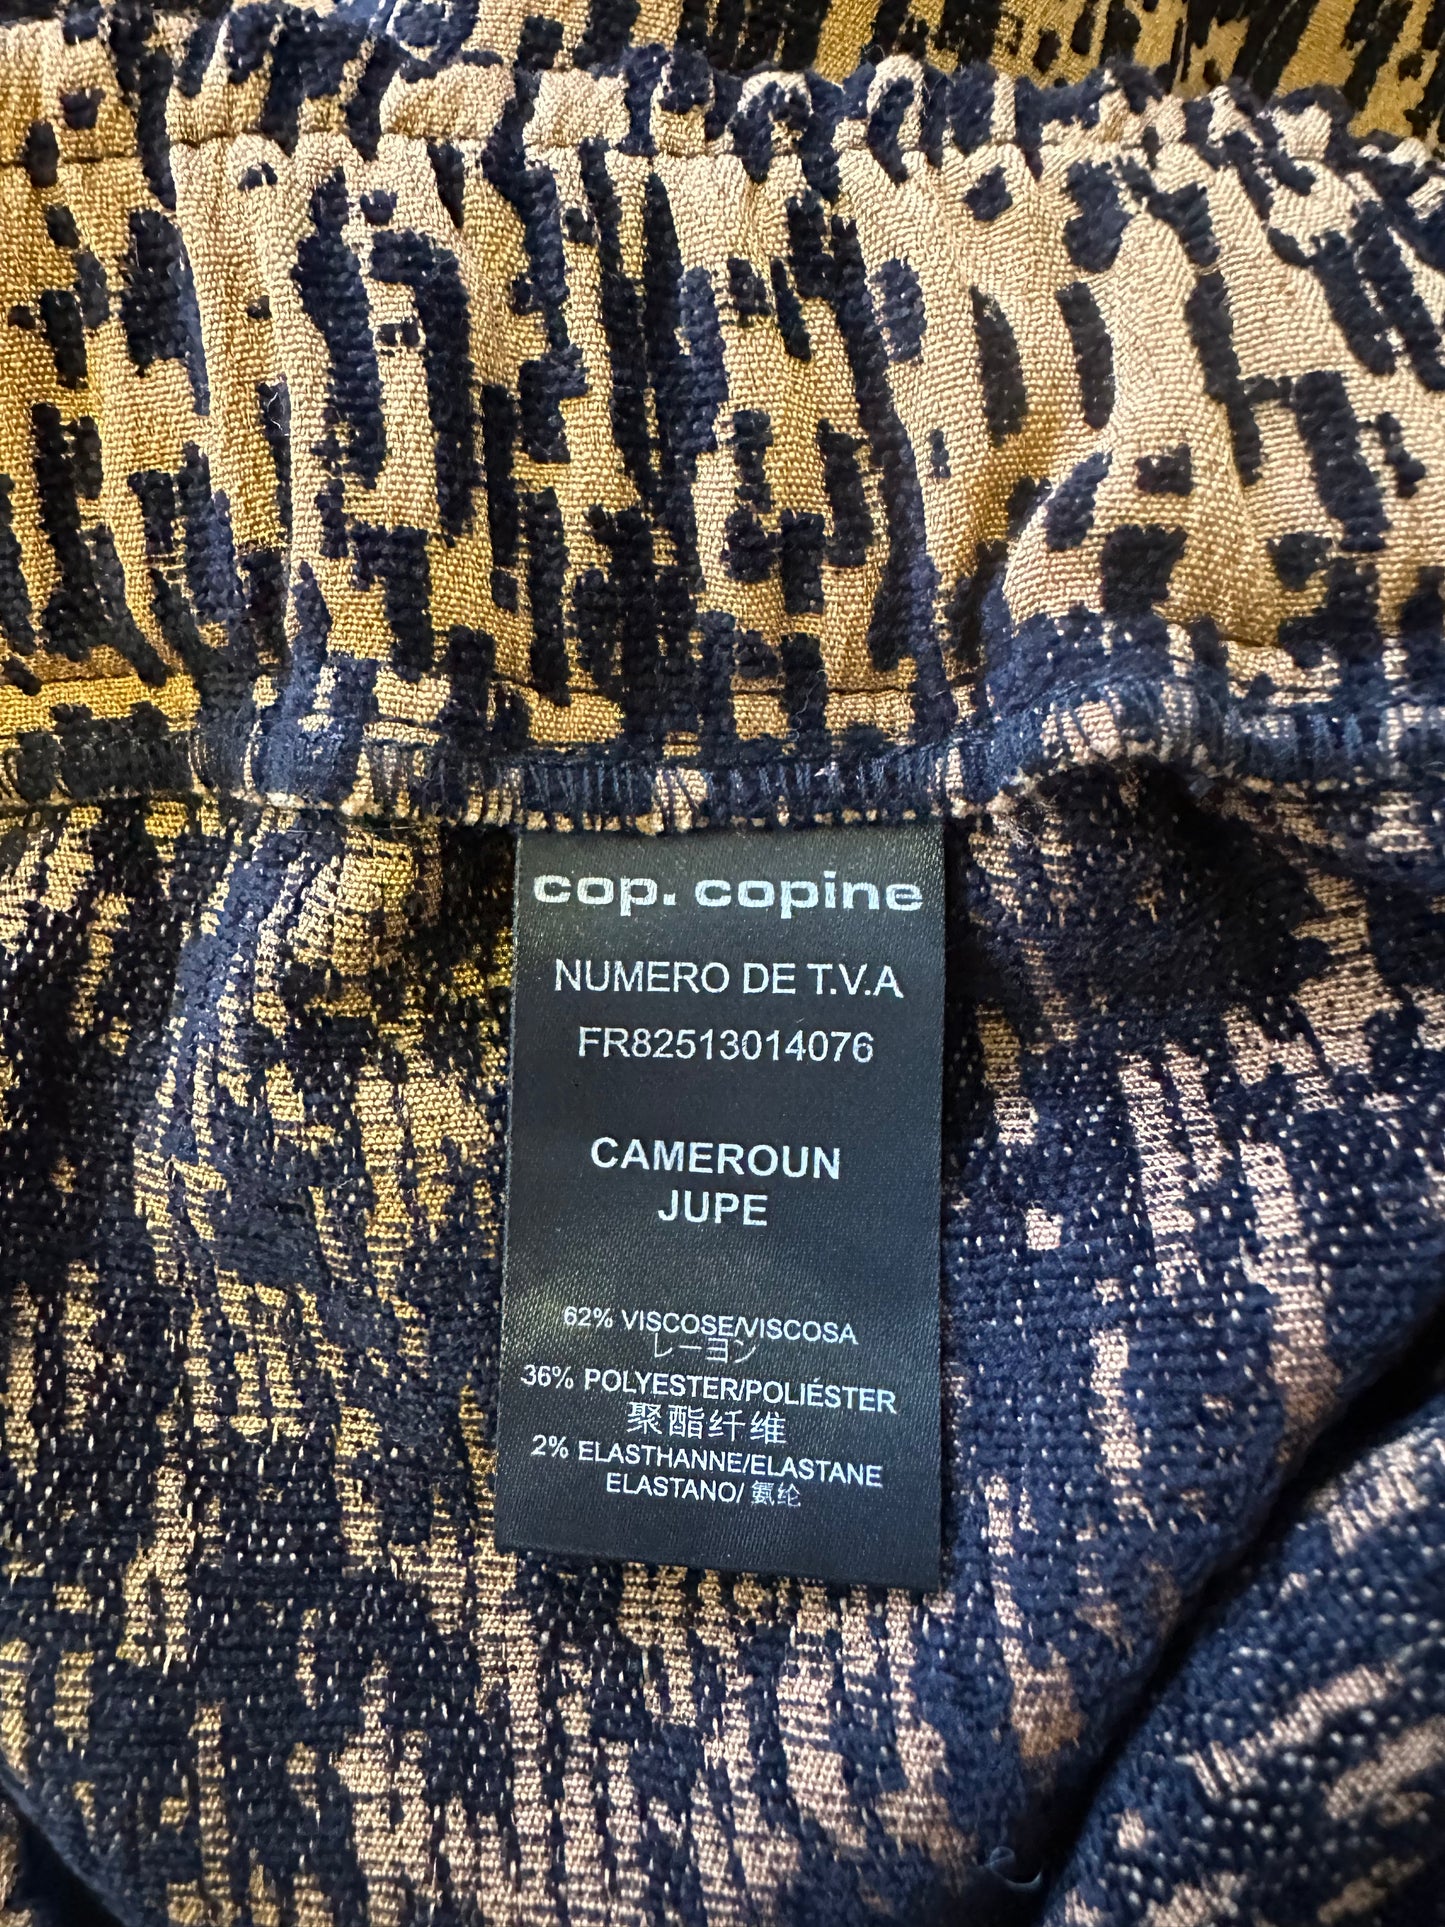 cop. copine
NUMERO DE T.V.A
FR82513014076
CAMEROUN
JUPE
62% VISCOSE/VISCOSA
レーヨン
36% POLYESTER/POLIÉSTER
聚酯纤维
2% ELASTHANNE/ELASTANE
ELASTANO/ 氨纶